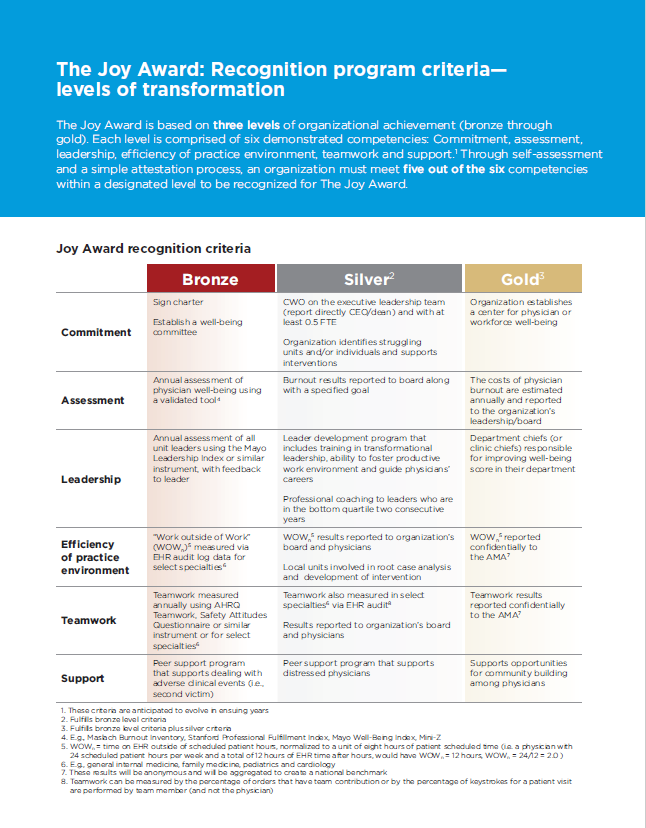 The Joy Award: Recognition program criteria—
levels of transformation
The Joy Award is based on three levels of organizational achievement (bronze through
gold). Each level is comprised of six demonstrated competencies: Commitment, assessment,
leadership, efficiency of practice environment, teamwork and support.¹ Through self-assessment
and a simple attestation process, an organization must meet five out of the six competencies
within a designated level to be recognized for The Joy Award.
Joy Award recognition criteria
Bronze
Silver²
Gold³
Commitment
Sign charter
Establish a well-being
committee
CWO on the executive leadership team
(report directly CEO/dean) and with at
least 0.5 FTE
Organization identifies struggling
units and/or individuals and supports
interventions
Organization establishes
a center for physician or
workforce well-being
Assessment
Annual assessment of
physician well-being using
a validated tool⁴
Burnout results reported to board along
with a specified goal
The costs of physician
burnout are estimated
annually and reported
to the organization's
leadership/board
Leadership
Annual assessment of all
unit leaders using the Mayo
Leadership Index or similar
instrument, with feedback
to leader
Leader development program that
includes training in transformational
leadership, ability to foster productive
work environment and guide physicians'
careers
Professional coaching to leaders who are
in the bottom quartile two consecutive
years
Department chiefs (or
clinic chiefs) responsible
for improving well-being
score in their department
Efficiency
of practice
environment
"Work outside of Work"
(WOWₙ)⁵ measured via
EHR audit log data for
select specialties⁶
WOWₙ⁵ results reported to organization's
board and physicians
Local units involved in root case analysis
and development of intervention
WOWₙ⁵ reported
confidentially to
the AMA⁷
Teamwork
Teamwork measured
annually using AHRQ
Teamwork, Safety Attitudes
Questionnaire or similar
instrument or for select
specialties⁶
Teamwork also measured in select
specialties⁶ via EHR audit⁸
Results reported to organization's board
and physicians
Teamwork results
reported confidentially
to the AMA⁷
Support
Peer support program
that supports dealing with
adverse clinical events (i.e.,
second victim)
Peer support program that supports
distressed physicians
Supports opportunities
for community building
among physicians
1. These criteria are anticipated to evolve in ensuing years
2. Fulfills bronze level criteria
3. Fulfills bronze level criteria plus silver criteria
4. E.g., Maslach Burnout Inventory, Stanford Professional Fulfillment Index, Mayo Well-Being Index, Mini-Z
5. WOWₙ = time on EHR outside of scheduled patient hours, normalized to a unit of eight hours of patient scheduled time (i.e. a physician with
24 scheduled patient hours per week and a total of12 hours of EHR time after hours, would have WOWₙ = 12 hours, WOWₙ = 24/12 = 2.0 )
6. E.g., general internal medicine, family medicine, pediatrics and cardiology
7. These results will be anonymous and will be aggregated to create a national benchmark
8. Teamwork can be measured by the percentage of orders that have team contribution or by the percentage of keystrokes for a patient visit
are performed by team member (and not the physician)